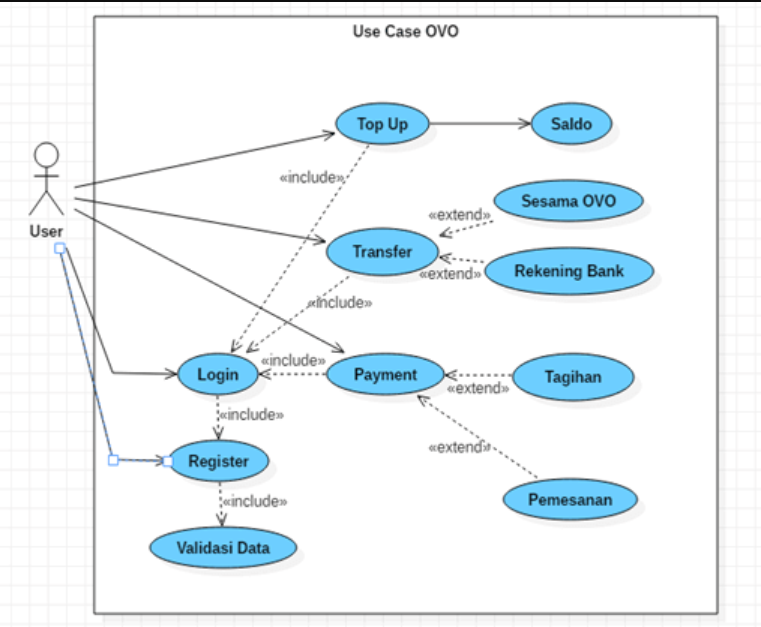 Use Case OVO
Top Up
Saldo
«include»
Sesama OVO
«extend»
User
Transfer
Rekening Bank
«extend»
«include»
«include»
Login
Payment
Tagihan
«extend»
«include»
«extend»
Register
Pemesanan
«include»
Validasi Data